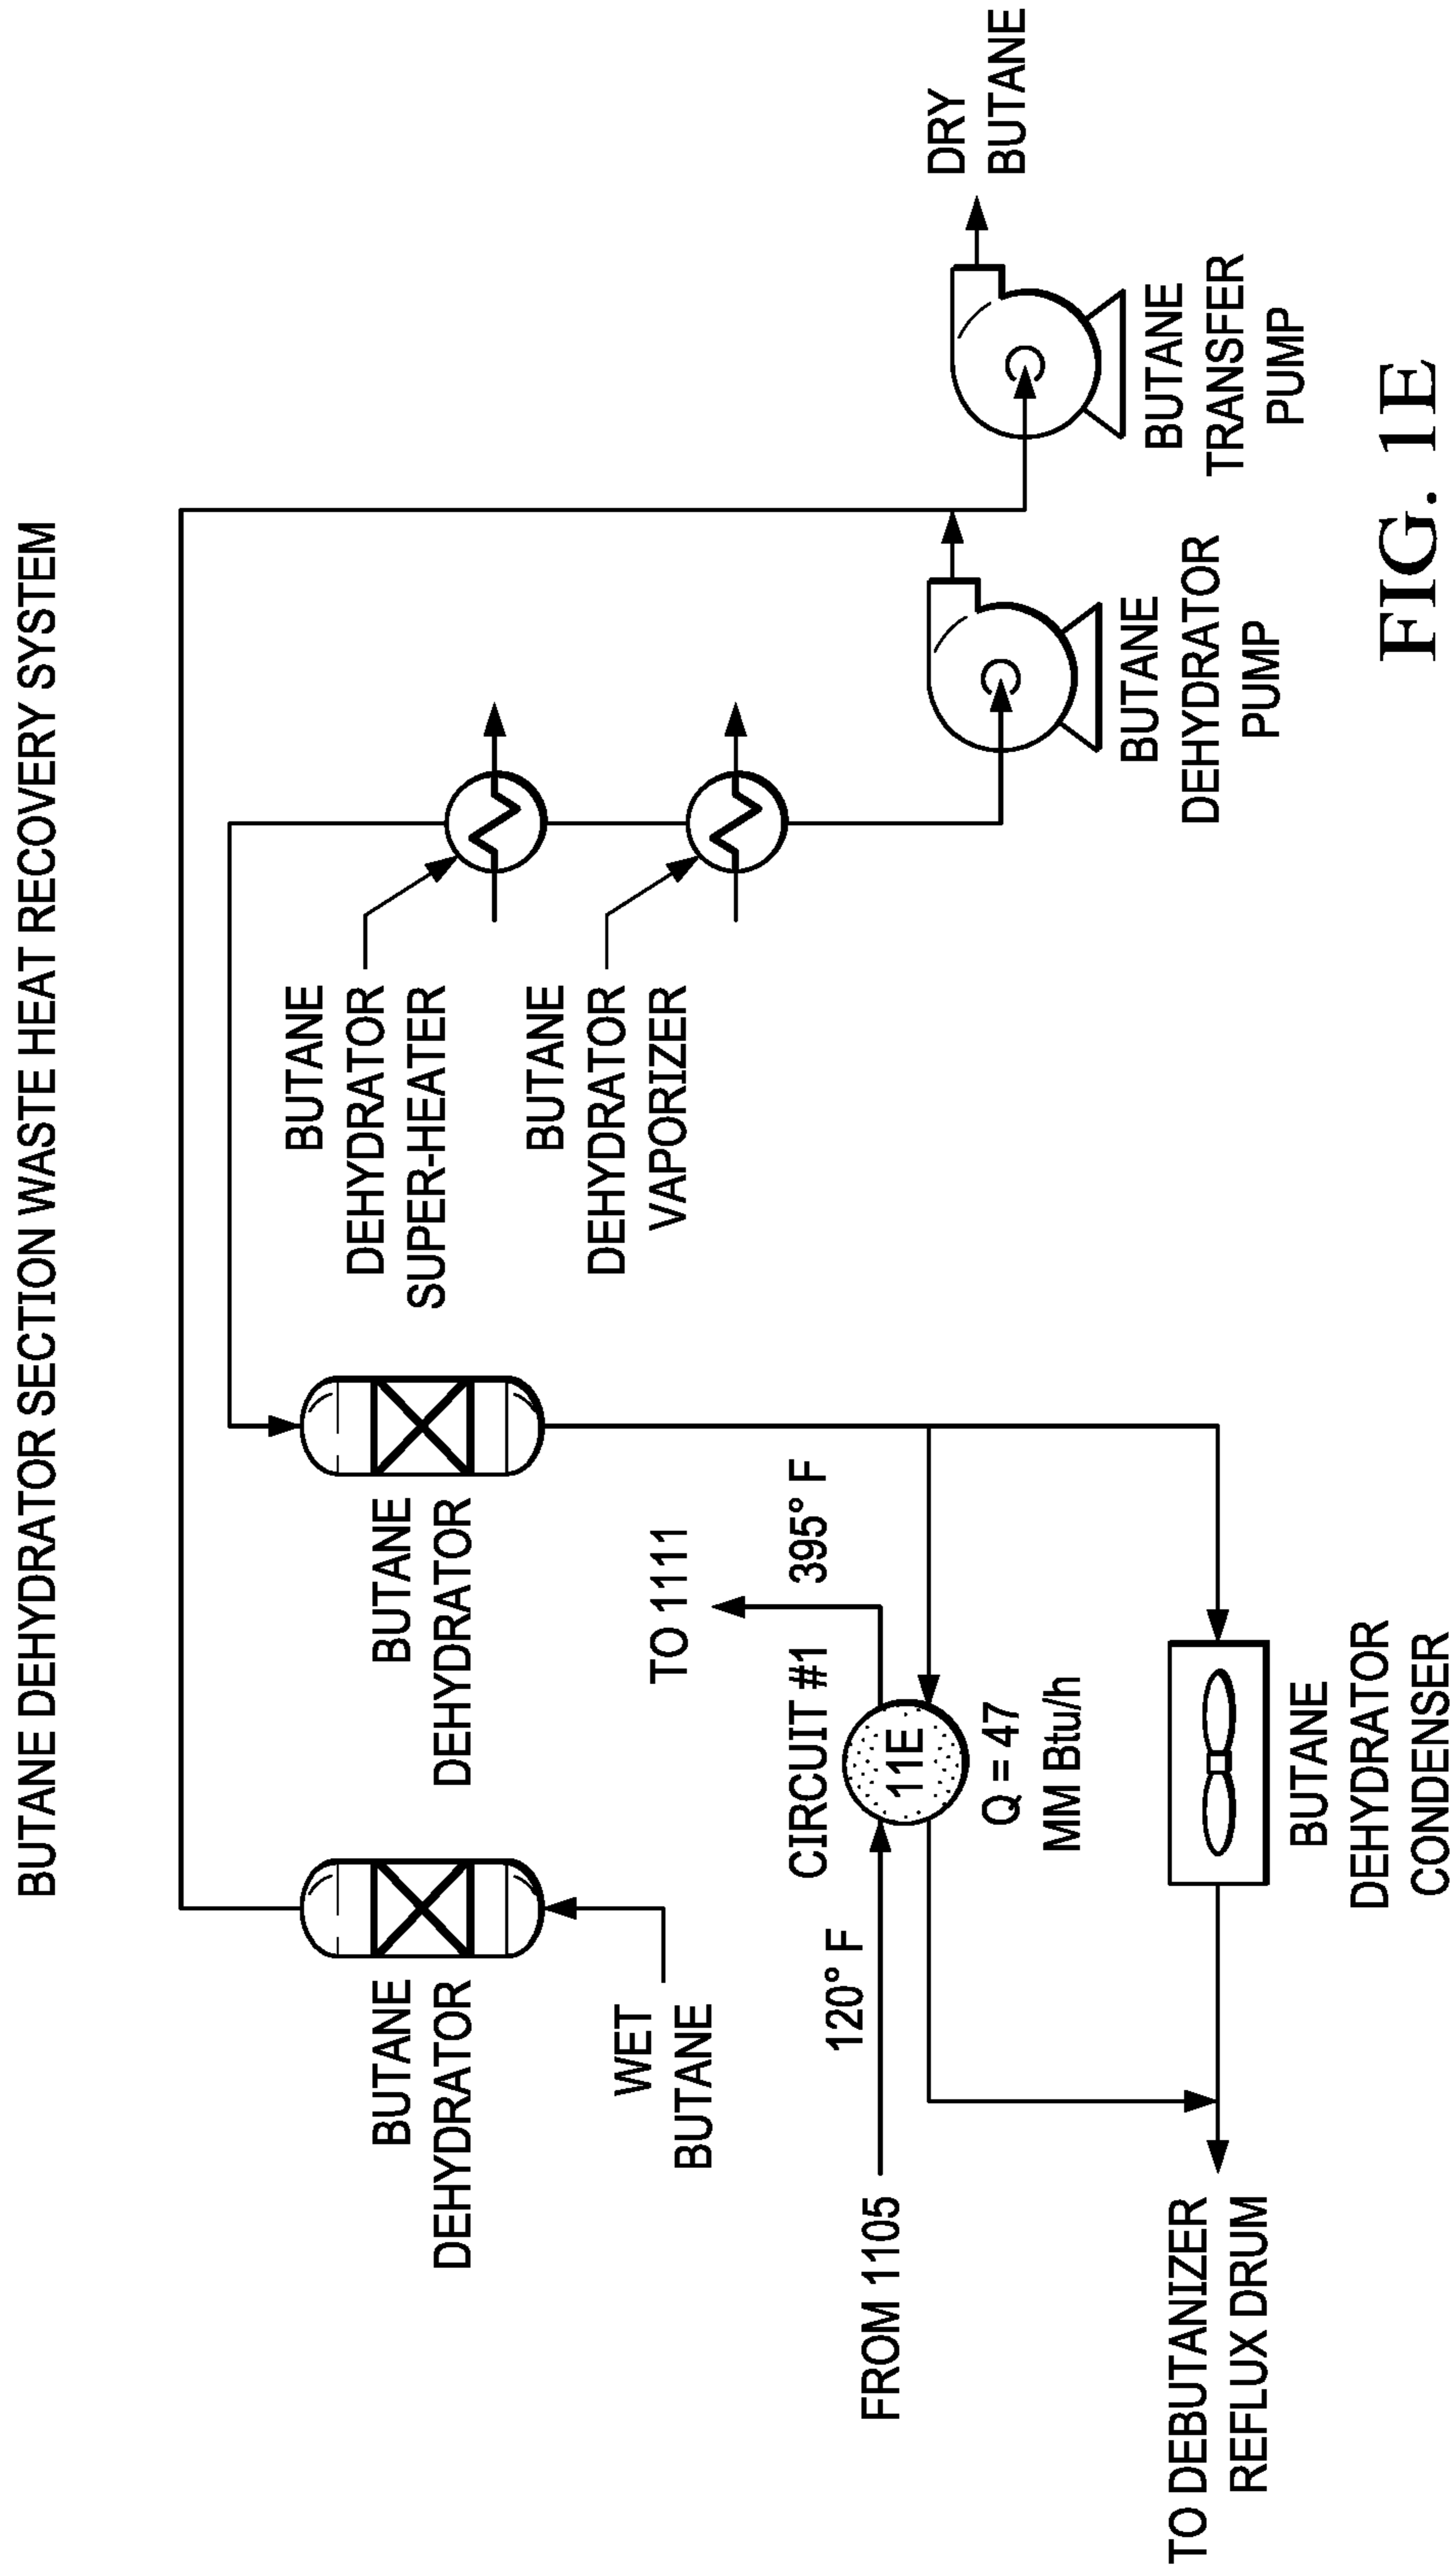 BUTANE DEHYDRATOR SECTION WASTE HEAT RECOVERY SYSTEM
BUTANE
DEHYDRATOR
WET
BUTANE
BUTANE
DEHYDRATOR
BUTANE
DEHYDRATOR
SUPER-HEATER
BUTANE
DEHYDRATOR
VAPORIZER
TO 1111
CIRCUIT #1
395° F
120° F
FROM 1105
11E
Q = 47
MM Btu/h
TO DEBUTANIZER
REFLUX DRUM
BUTANE
DEHYDRATOR
CONDENSER
BUTANE
DEHYDRATOR
PUMP
BUTANE
TRANSFER
PUMP
DRY
BUTANE
FIG. 1E